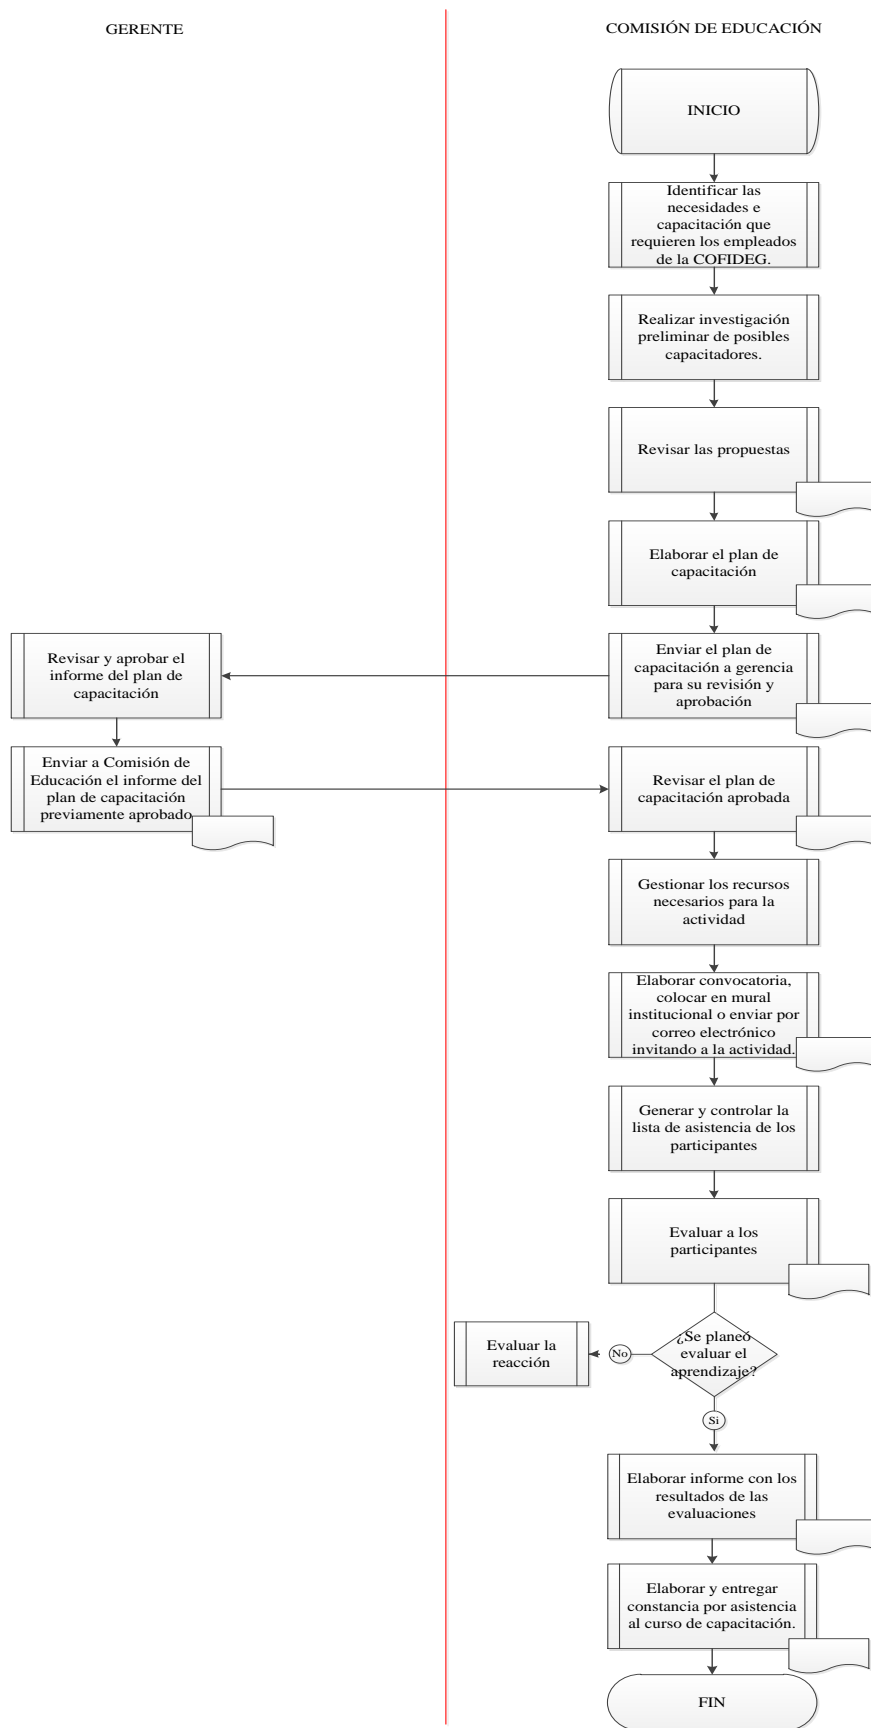 GERENTE
COMISIÓN DE EDUCACIÓN
INICIO
Identificar las
necesidades e
capacitación que
requieren los empleados
de la COFIDEG.
Realizar investigación
preliminar de posibles
capacitadores.
Revisar las propuestas
Elaborar el plan de
capacitación
Enviar el plan de
capacitación a gerencia
para su revisión y
aprobación
Revisar y aprobar el
informe del plan de
capacitación
Enviar a Comisión de
Educación el informe del
plan de capacitación
previamente aprobado
Revisar el plan de
capacitación aprobada
Gestionar los recursos
necesarios para la
actividad
Elaborar convocatoria,
colocar en mural
institucional o enviar por
correo electrónico
invitando a la actividad.
Generar y controlar la
lista de asistencia de los
participantes
Evaluar a los
participantes
¿Se planeó
evaluar el
aprendizaje?
No
Evaluar la
reacción
Si
Elaborar informe con los
resultados de las
evaluaciones
Elaborar y entregar
constancia por asistencia
al curso de capacitación.
FIN